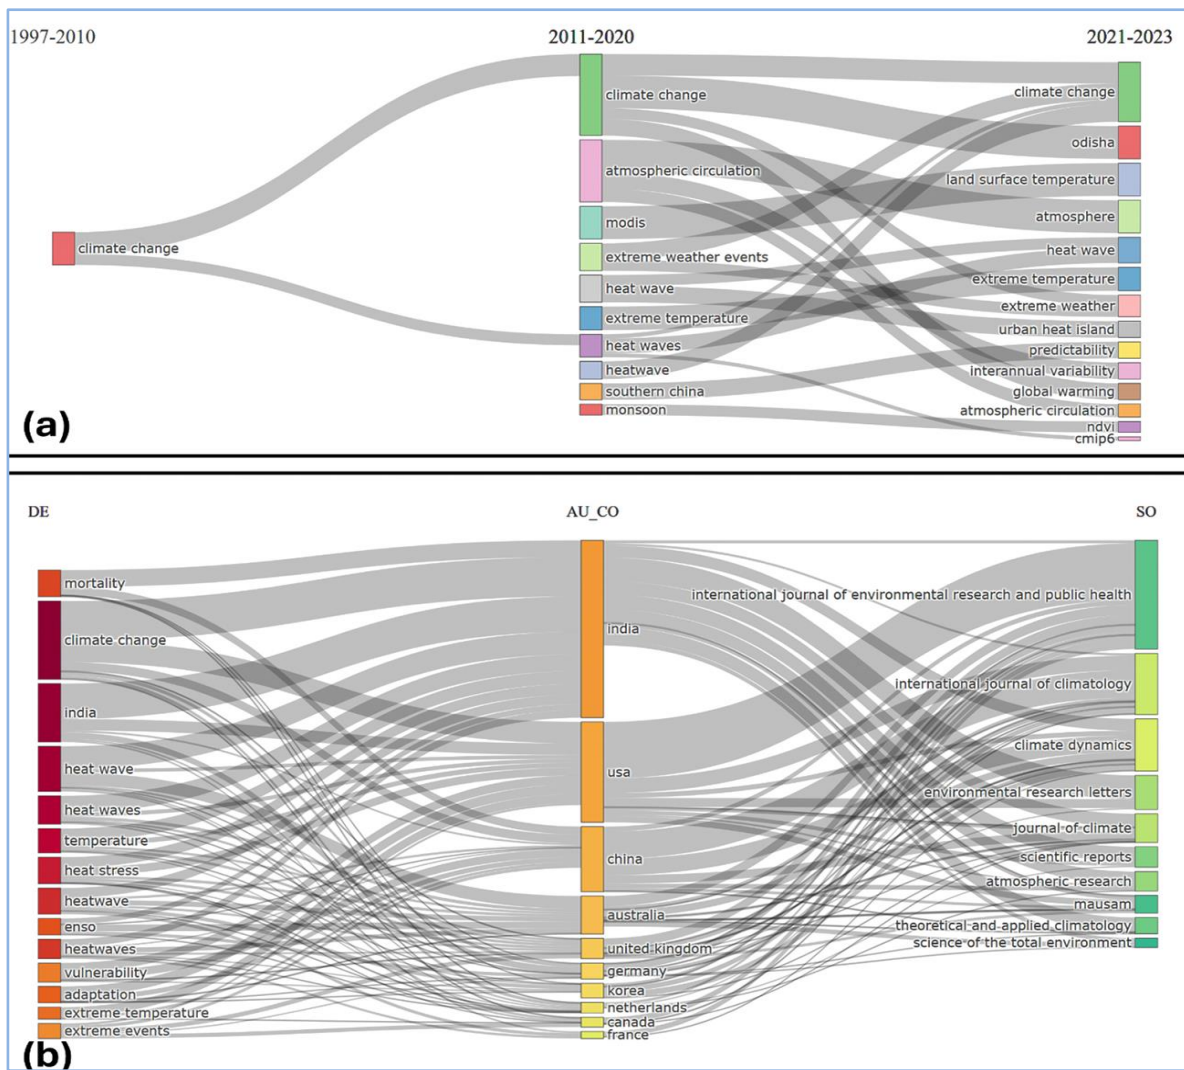 1997-2010
2011-2020
2021-2023
climate change
climate change
atmospheric circulation
modis
extreme weather events
heat wave
extreme temperature
heat waves
heatwave
southern china
monsoon
climate change
odisha
land surface temperature
atmosphere
heat wave
extreme temperature
extreme weather
urban heat island
predictability
interannual variability
global warming
atmospheric circulation
ndvi
cmip6
(a)
DE
AU_CO
SO
mortality
climate change
india
heat wave
heat waves
temperature
heat stress
heatwave
enso
heatwaves
vulnerability
adaptation
extreme temperature
extreme events
india
usa
china
australia
united kingdom
germany
korea
netherlands
canada
france
international journal of environmental research and public health
international journal of climatology
climate dynamics
environmental research letters
journal of climate
scientific reports
atmospheric research
mausam
theoretical and applied climatology
science of the total environment
(b)